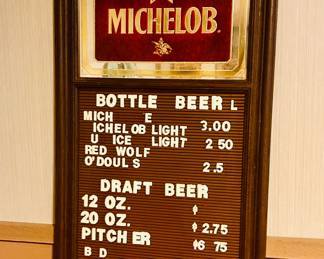 MICHELOB
BOTTLE BEER L
MICH E
ICHELOB LIGHT 3.00
U ICE LIGHT 2 50
RED WOLF
O'DOUL S 2.5
DRAFT BEER
12 OZ. $
20 OZ. $ 2.75
PITCHER $6 75
B D